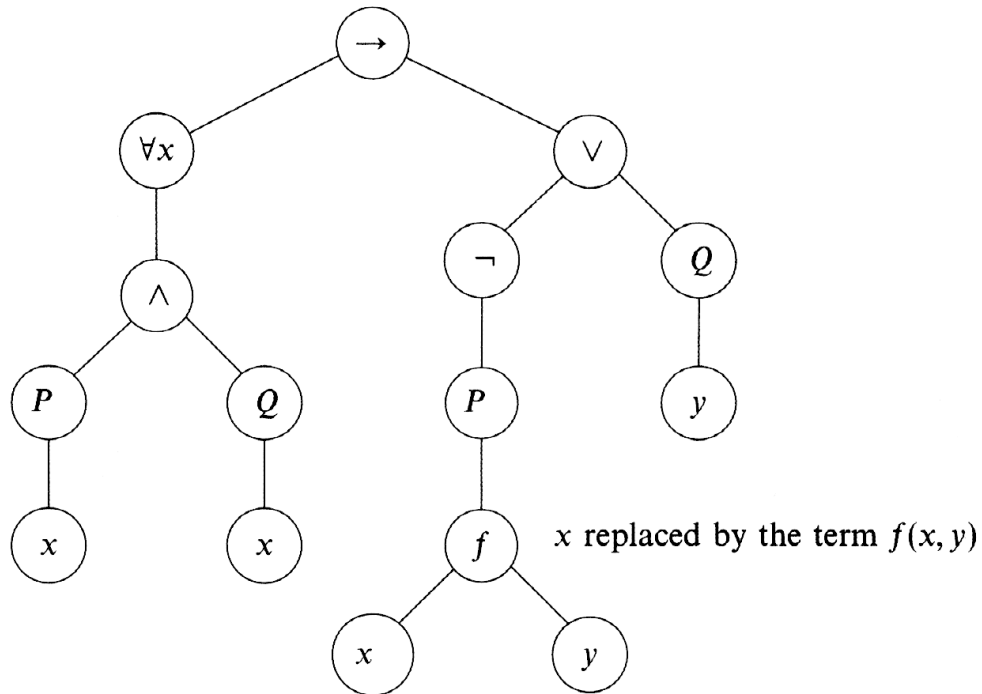 →
∀x ∨
¬ Q
∧
P Q P y
x x f x replaced by the term f(x, y)
x y